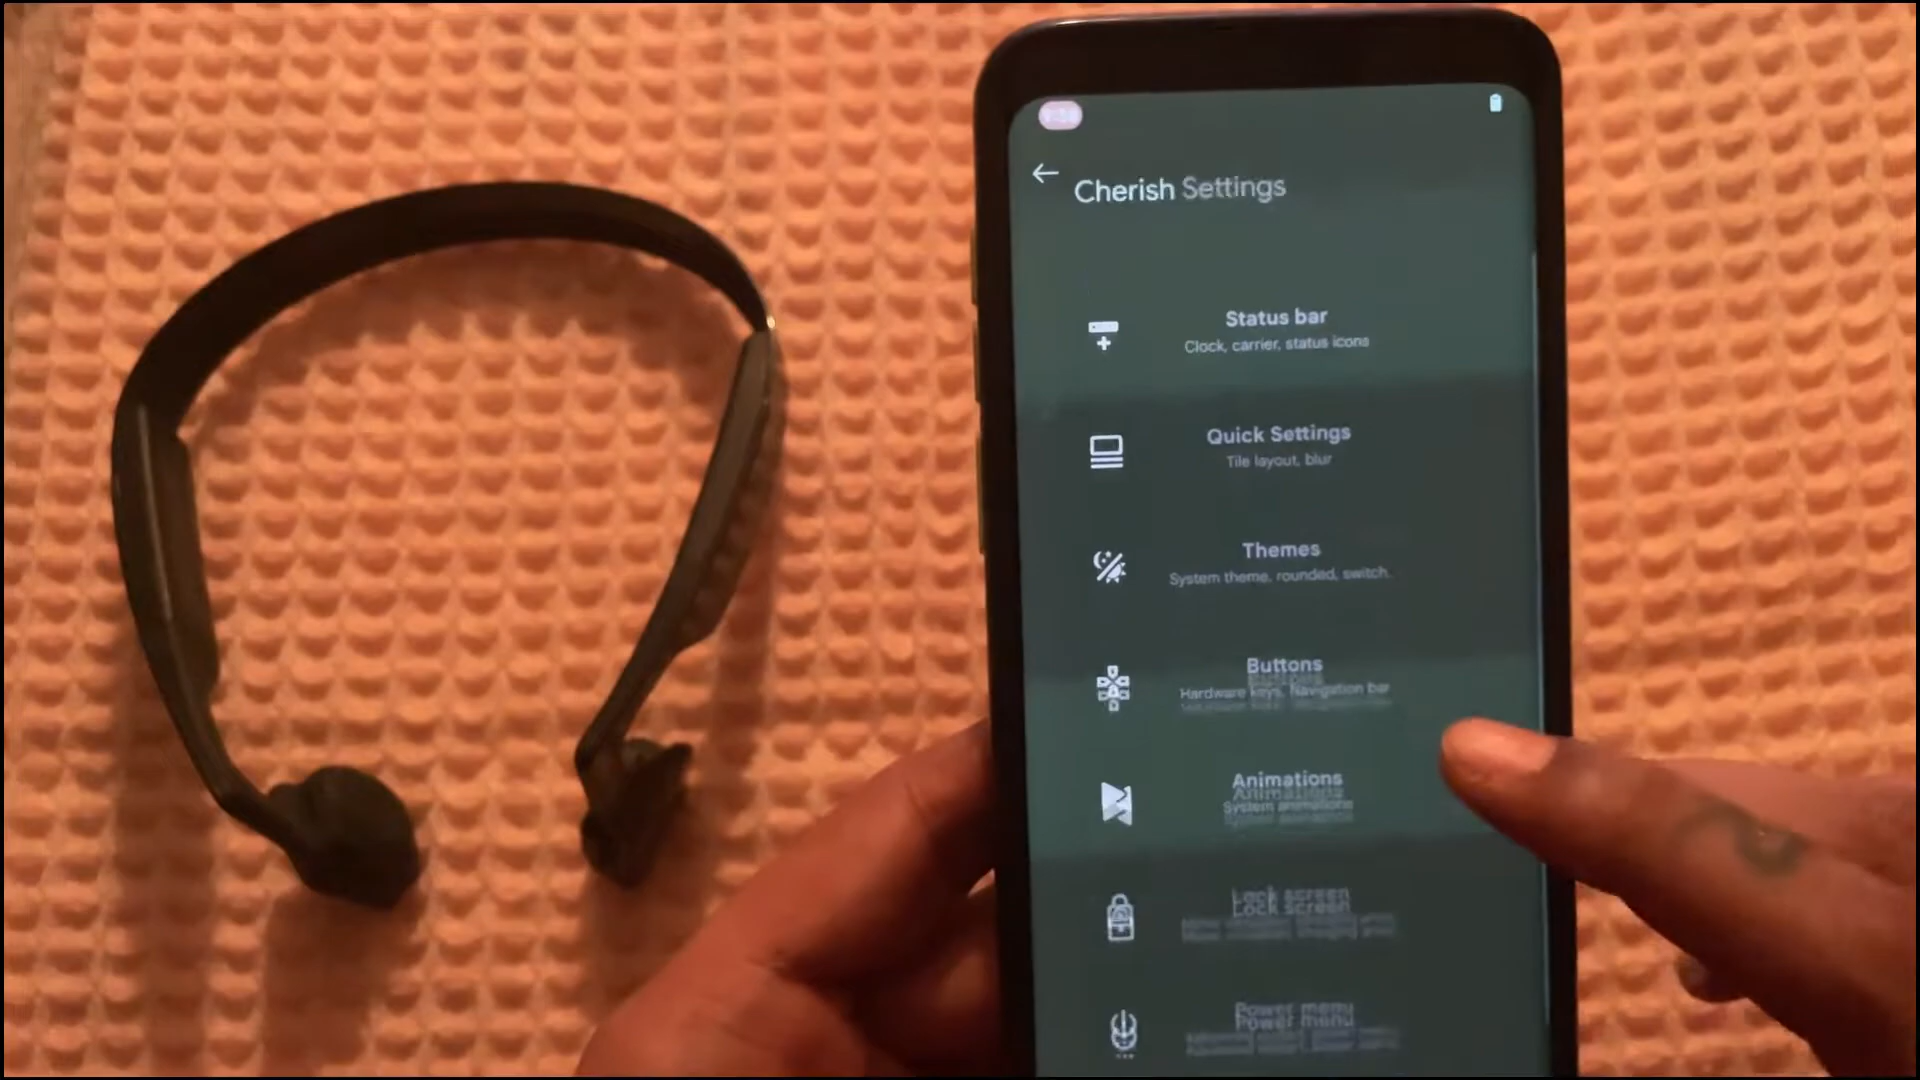 Cherish Settings
Status bar
Clock, carrier, status icons
Quick Settings
Tile layout, blur
Themes
System theme, rounded, switch.
Buttons
Hardware keys, Navigation bar
Animations
System animations
Lock screen
Power menu